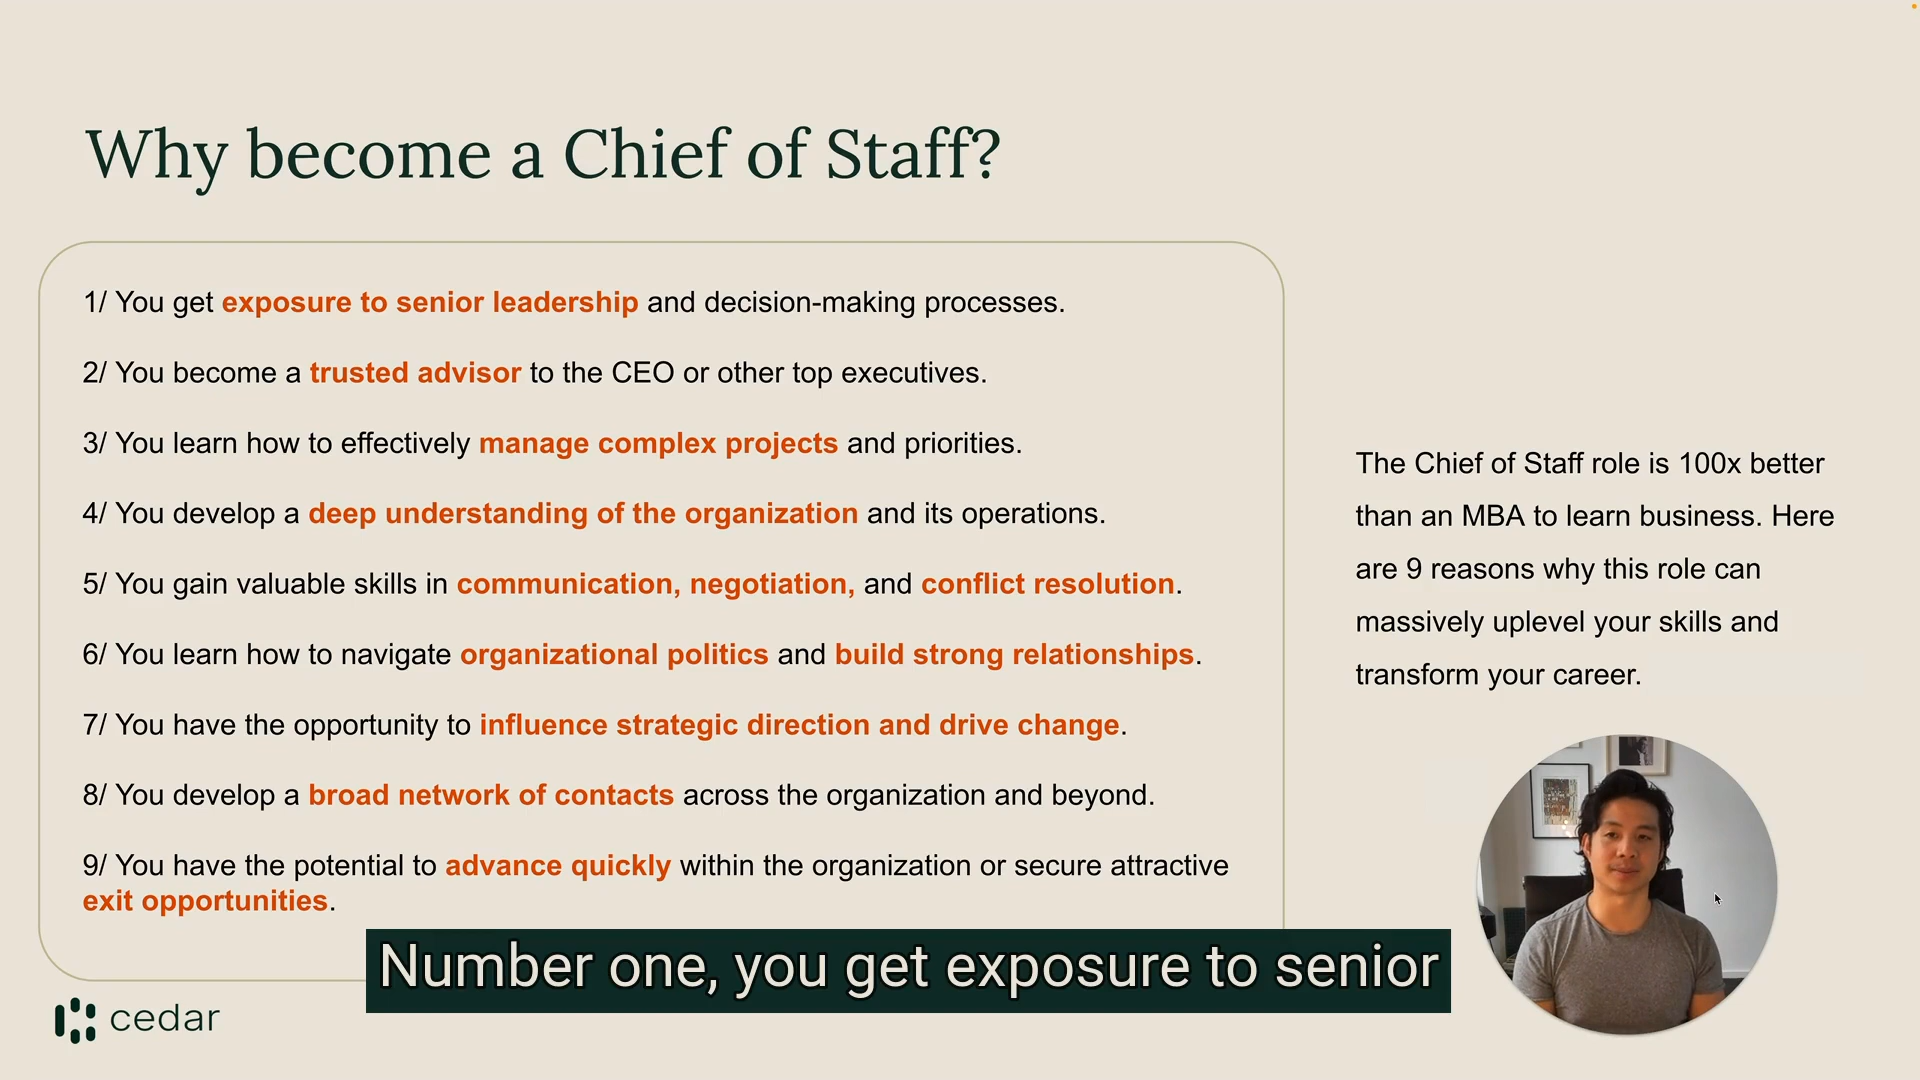 Why become a Chief of Staff?
1/ You get exposure to senior leadership and decision-making processes.
2/ You become a trusted advisor to the CEO or other top executives.
3/ You learn how to effectively manage complex projects and priorities.
4/ You develop a deep understanding of the organization and its operations.
5/ You gain valuable skills in communication, negotiation, and conflict resolution.
6/ You learn how to navigate organizational politics and build strong relationships.
7/ You have the opportunity to influence strategic direction and drive change.
8/ You develop a broad network of contacts across the organization and beyond.
9/ You have the potential to advance quickly within the organization or secure attractive
exit opportunities.
The Chief of Staff role is 100x better
than an MBA to learn business. Here
are 9 reasons why this role can
massively uplevel your skills and
transform your career.
Number one, you get exposure to senior
cedar